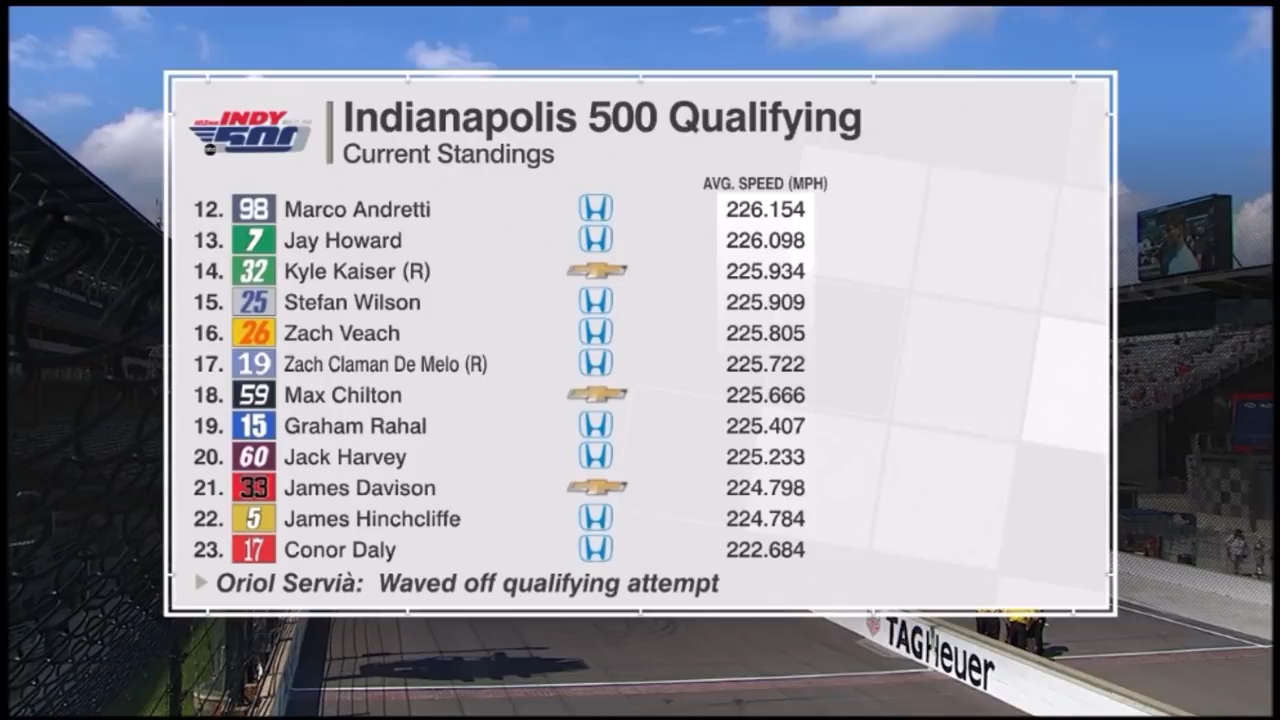 INDY
500
Indianapolis 500 Qualifying
Current Standings
AVG. SPEED (MPH)
12. 98 Marco Andretti 226.154
13. 7 Jay Howard 226.098
14. 32 Kyle Kaiser (R) 225.934
15. 25 Stefan Wilson 225.909
16. 26 Zach Veach 225.805
17. 19 Zach Claman De Melo (R) 225.722
18. 59 Max Chilton 225.666
19. 15 Graham Rahal 225.407
20. 60 Jack Harvey 225.233
21. 33 James Davison 224.798
22. 5 James Hinchcliffe 224.784
23. 17 Conor Daly 222.684
Oriol Servià: Waved off qualifying attempt
TAGHeuer